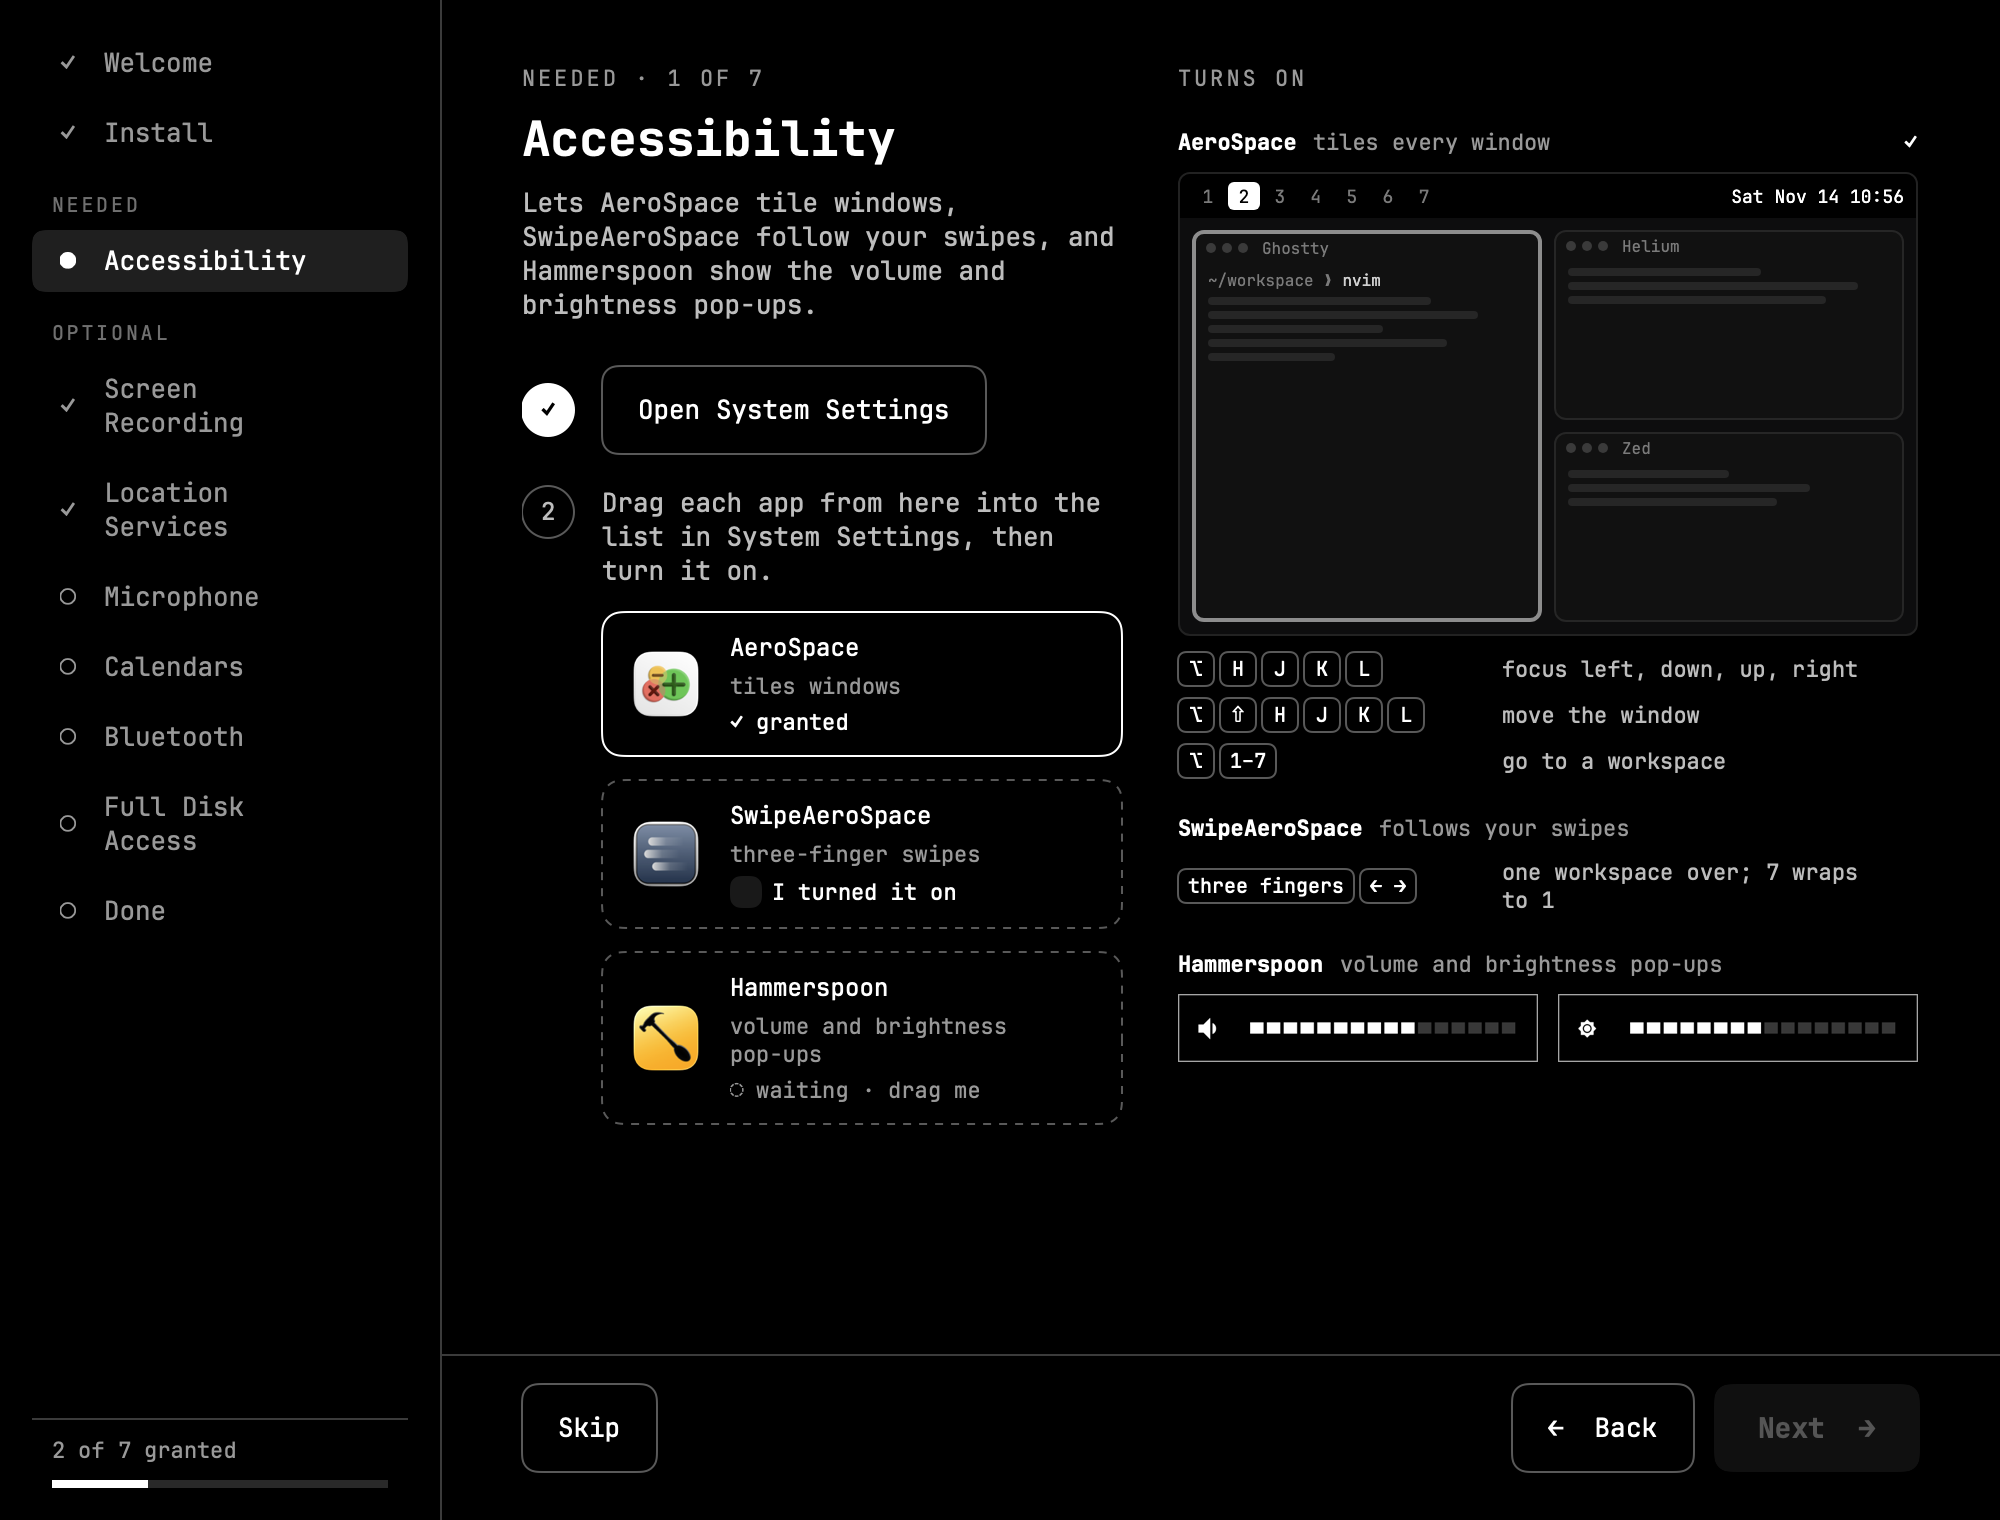 Welcome
Install
NEEDED
Accessibility
OPTIONAL
Screen
Recording
Location
Services
Microphone
Calendars
Bluetooth
Full Disk
Access
Done
2 of 7 granted
NEEDED · 1 OF 7
Accessibility
Lets AeroSpace tile windows,
SwipeAeroSpace follow your swipes, and
Hammerspoon show the volume and
brightness pop-ups.
Open System Settings
2 Drag each app from here into the
list in System Settings, then
turn it on.
AeroSpace
tiles windows
✓ granted
SwipeAeroSpace
three-finger swipes
I turned it on
Hammerspoon
volume and brightness
pop-ups
waiting · drag me
TURNS ON
AeroSpace tiles every window ✓
1 2 3 4 5 6 7 Sat Nov 14 10:56
Ghostty
~/workspace ❯ nvim
Helium
Zed
⌥ H J K L focus left, down, up, right
⌥ ⇧ H J K L move the window
⌥ 1–7 go to a workspace
SwipeAeroSpace follows your swipes
three fingers ← → one workspace over; 7 wraps
to 1
Hammerspoon volume and brightness pop-ups
Skip
← Back
Next →